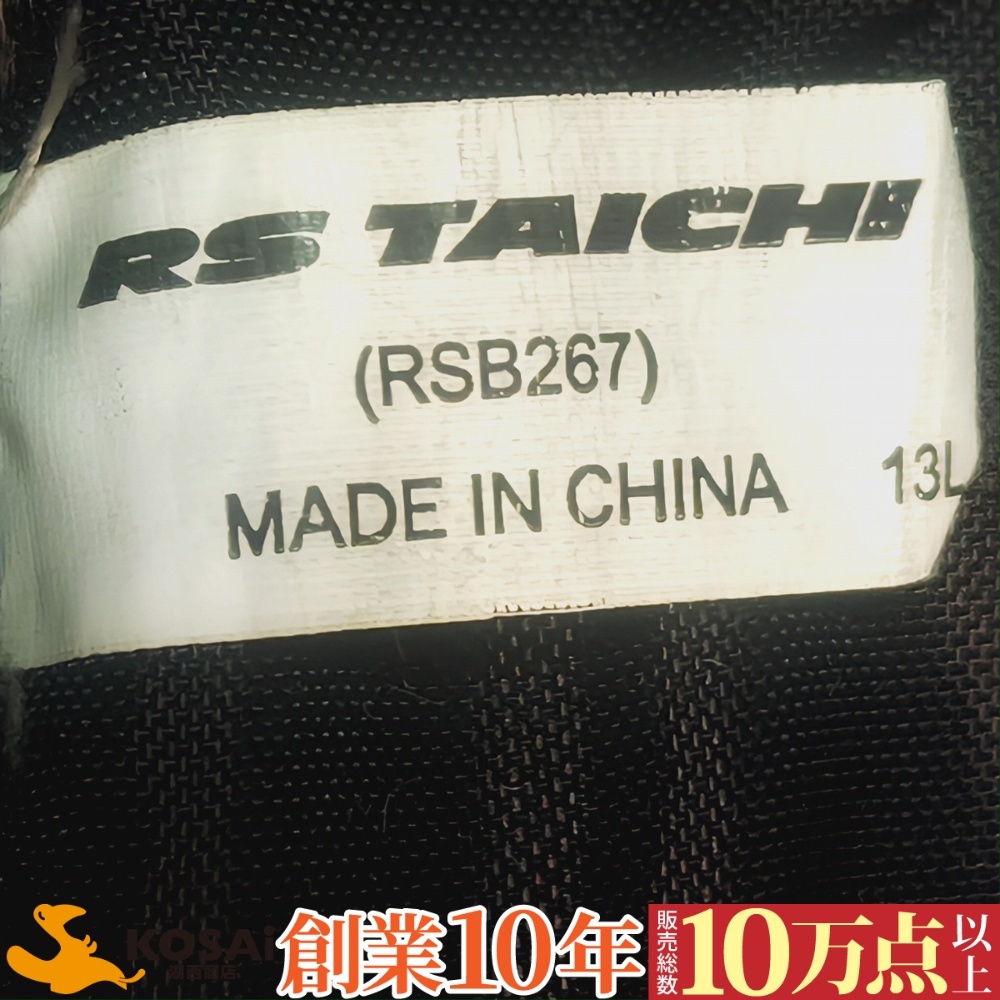 RS TAICHI
(RSB267)
MADE IN CHINA 13L
KOSAi
創業10年
販売総数
10万点以上